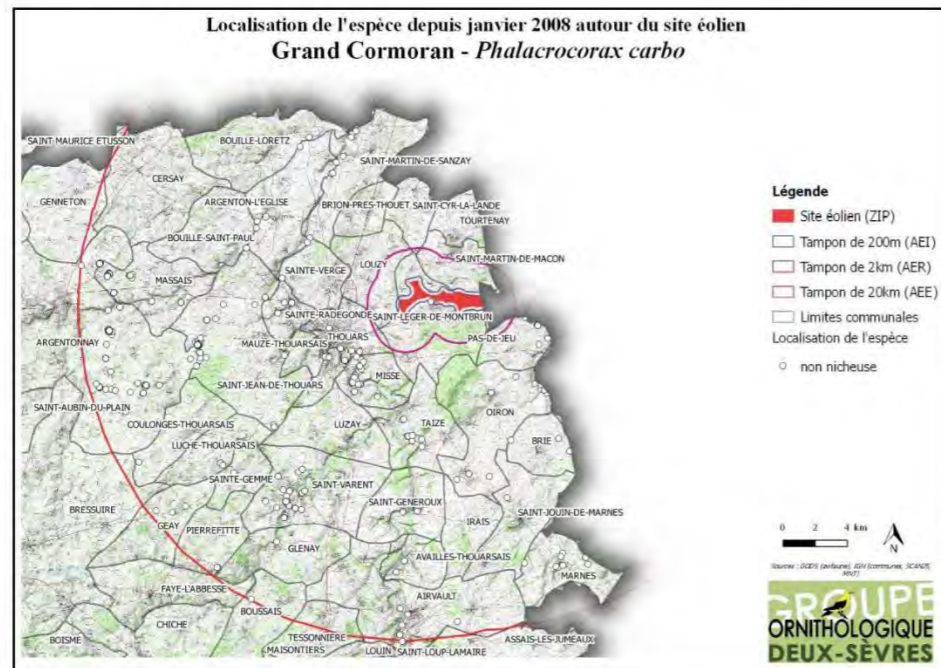 Localisation de l'espèce depuis janvier 2008 autour du site éolien
Grand Cormoran - Phalacrocorax carbo
SAINT MAURICE ETUSSON
BOUILLE-LORETZ
SAINT-MARTIN-DE-SANZAY
CERSAY
GENNETON
ARGENTON-L'EGLISE
BRION-PRES-THOUET
SAINT-CYR-LA-LANDE
TOURTENAY
BOUILLE-SAINT-PAUL
LOUZY
SAINT-MARTIN-DE-MACON
SAINTE-VERGE
MASSAIS
SAINTE-RADEGONDE
SAINT-LEGER-DE-MONTBRUN
THOUARS
PAS-DE-JEU
ARGENTONNAY
MAUZE-THOUARSAIS
MISSE
SAINT-JEAN-DE-THOUARS
SAINT-AUBIN-DU-PLAIN
OIRON
COULONGES-THOUARSAIS
LUZAY
TAIZE
BRIE
LUCHE-THOUARSAIS
SAINTE-GEMME
SAINT-VARENT
SAINT-GENEROUX
BRESSUIRE
SAINT-JOUIN-DE-MARNES
GEAY
PIERREFITTE
IRAIS
GLENAY
AVAILLES-THOUARSAIS
MARNES
FAYE-L'ABBESSE
AIRVAULT
BOUSSAIS
CHICHE
TESSONNIERE
ASSAIS-LES-JUMEAUX
BOISME
MAISONTIERS
LOUIN
SAINT-LOUP-LAMAIRE
Légende
Site éolien (ZIP)
Tampon de 200m (AEI)
Tampon de 2km (AER)
Tampon de 20km (AEE)
Limites communales
Localisation de l'espèce
non nicheuse
0 2 4 km
N
GROUPE
ORNITHOLOGIQUE
DEUX-SÈVRES